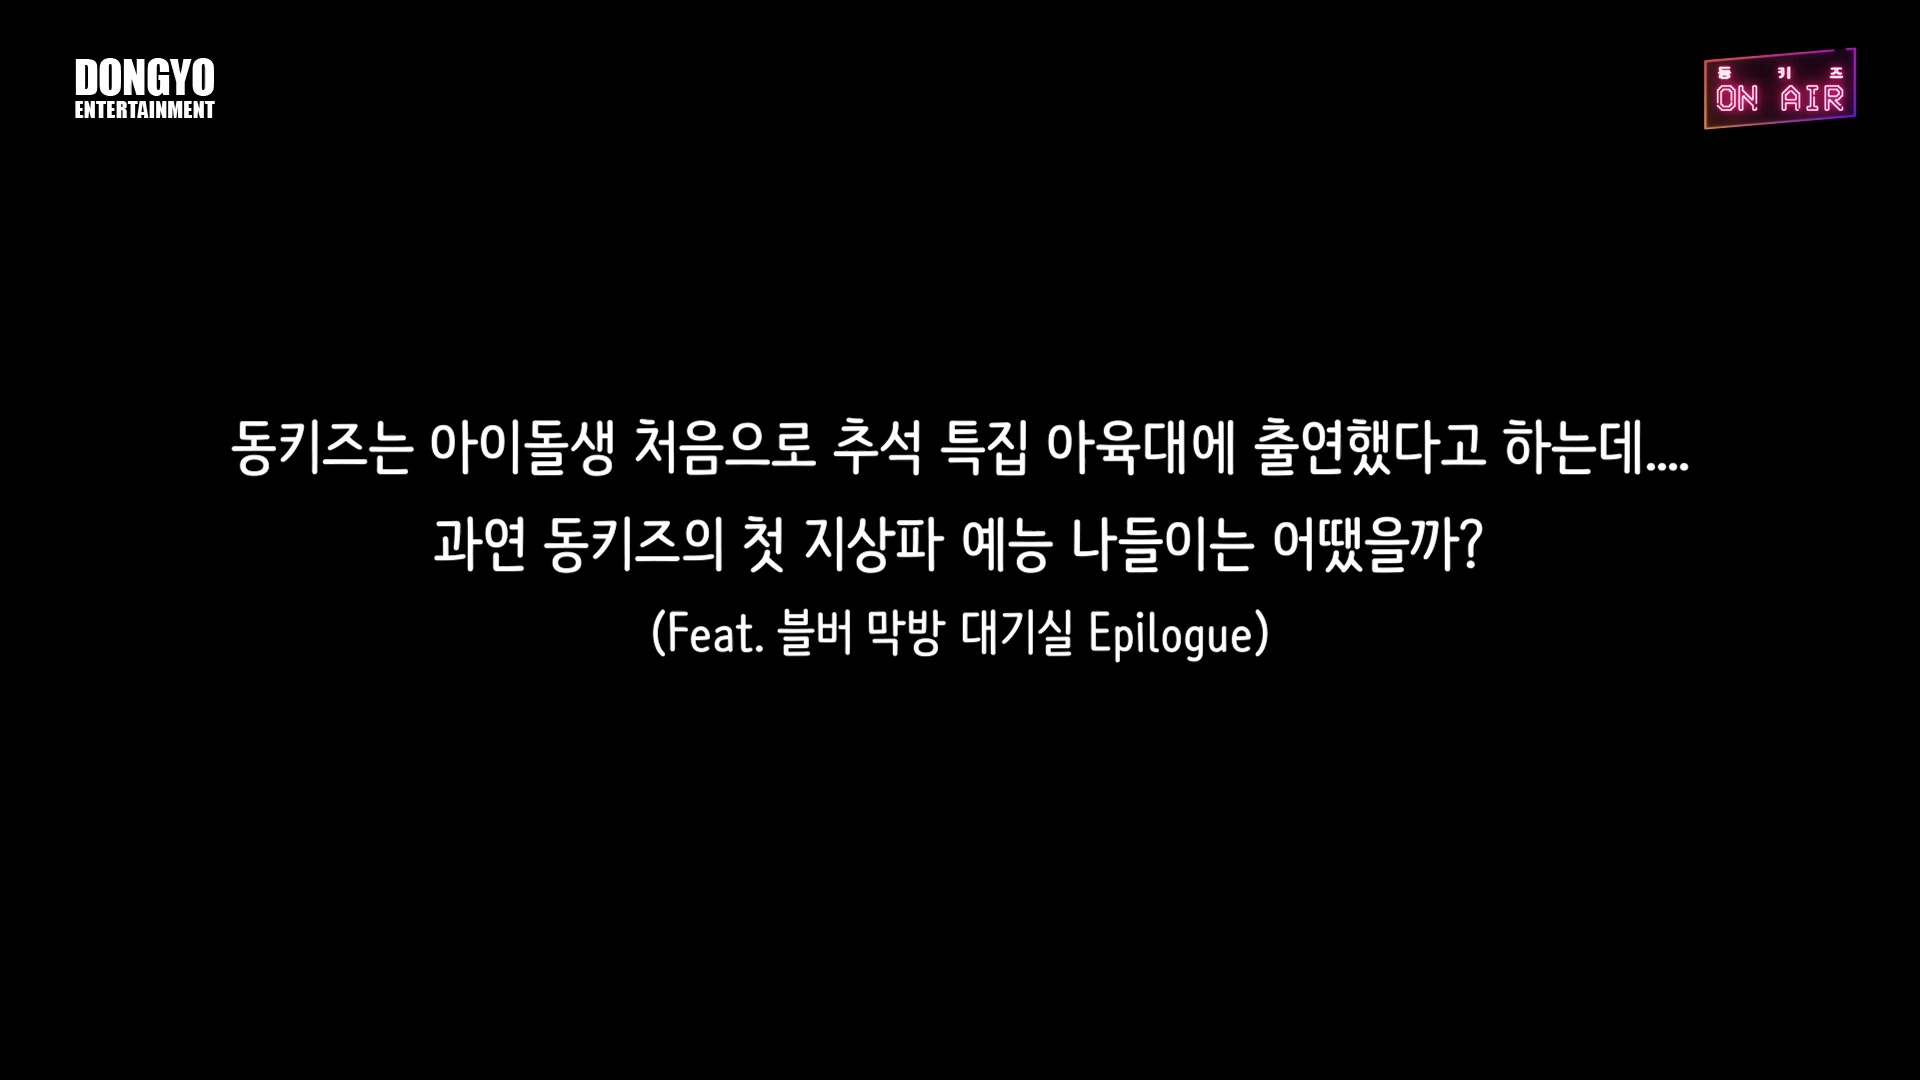 DONGYO
ENTERTAINMENT
동 키 즈
ON AIR
동키즈는 아이돌생 처음으로 추석 특집 아육대에 출연했다고 하는데....
과연 동키즈의 첫 지상파 예능 나들이는 어땠을까?
(Feat. 블버 막방 대기실 Epilogue)